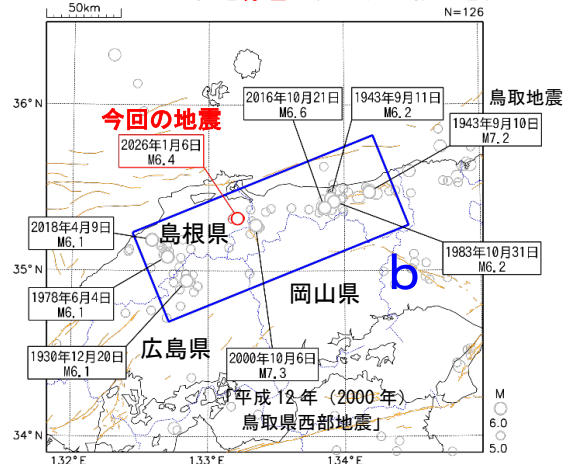 50km
N=126
36°N
2016年10月21日
M6.6
1943年9月11日
M6.2
鳥取地震
1943年9月10日
M7.2
今回の地震
2026年1月6日
M6.4
2018年4月9日
M6.1
島根県
1983年10月31日
M6.2
35°N
1978年6月4日
M6.1
岡山県
b
広島県
1930年12月20日
M6.1
2000年10月6日
M7.3
「平成12年(2000年)
鳥取県西部地震」
M
6.0
5.0
34°N
132°E
133°E
134°E